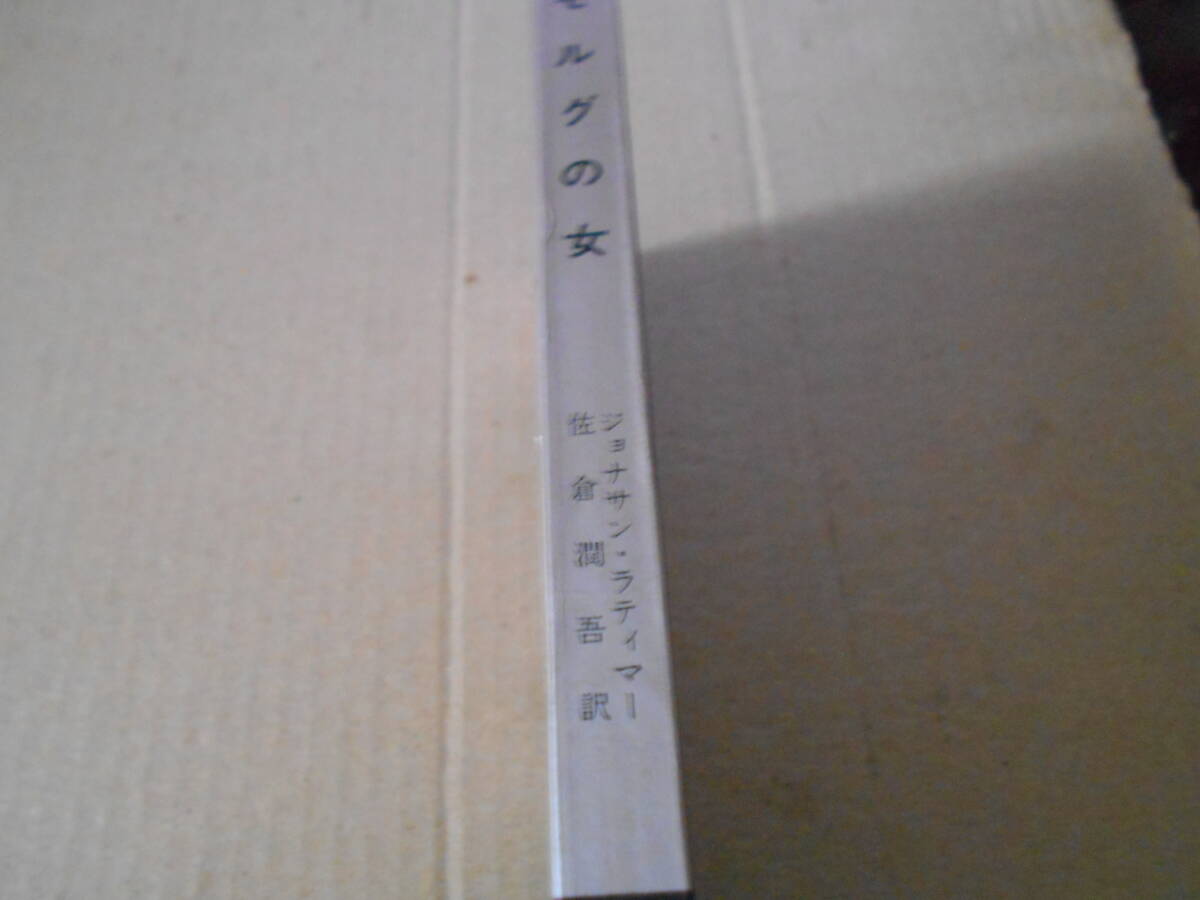 モルグの女
ジョナサン・ラティマー
佐倉潤吾訳